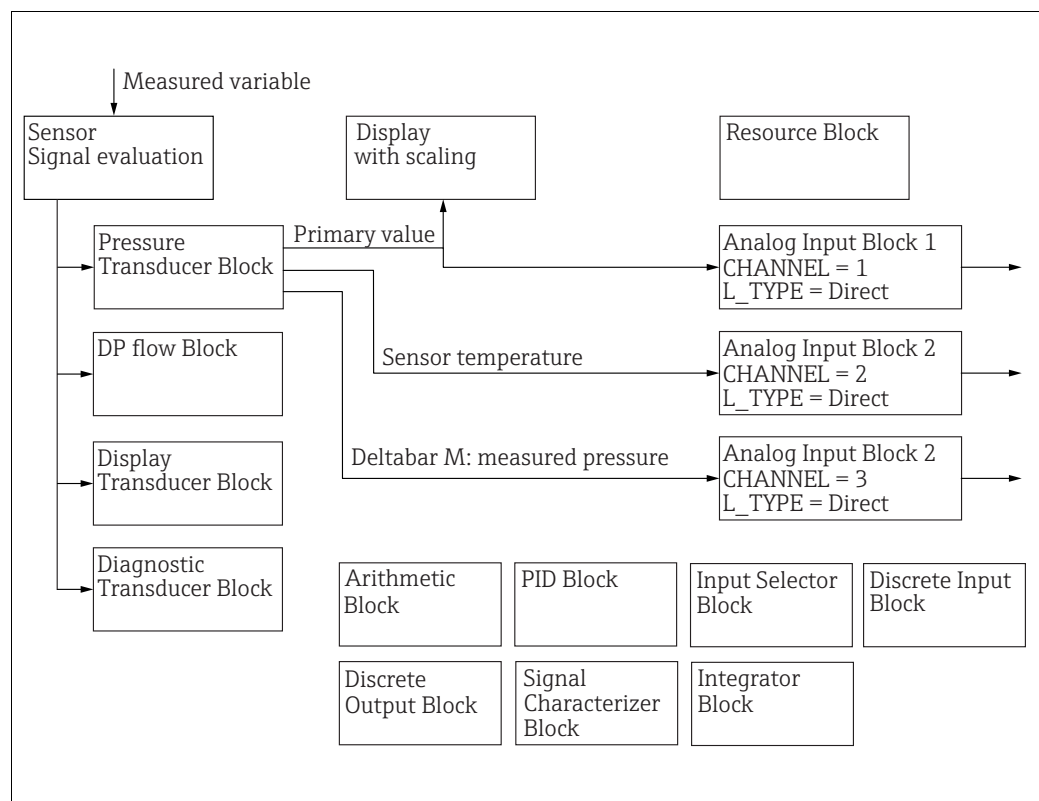 Measured variable
Sensor
Signal evaluation
Display
with scaling
Resource Block
Pressure
Transducer Block
Primary value
Analog Input Block 1
CHANNEL = 1
L_TYPE = Direct
DP flow Block
Sensor temperature
Analog Input Block 2
CHANNEL = 2
L_TYPE = Direct
Display
Transducer Block
Deltabar M: measured pressure
Analog Input Block 2
CHANNEL = 3
L_TYPE = Direct
Diagnostic
Transducer Block
Arithmetic
Block
PID Block
Input Selector
Block
Discrete Input
Block
Discrete
Output Block
Signal
Characterizer
Block
Integrator
Block